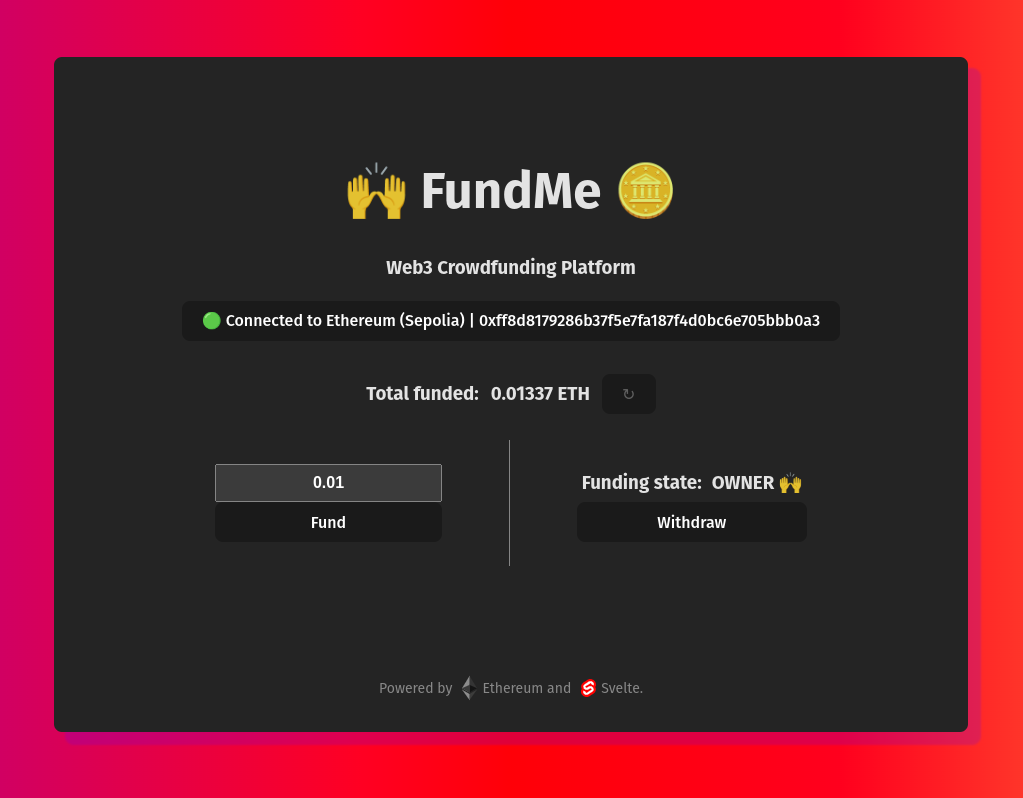 🙌 FundMe 🪙
Web3 Crowdfunding Platform
🟢 Connected to Ethereum (Sepolia) | 0xff8d8179286b37f5e7fa187f4d0bc6e705bbb0a3
Total funded: 0.01337 ETH ↻
0.01
Fund
Funding state: OWNER 🙌
Withdraw
Powered by Ethereum and Svelte.